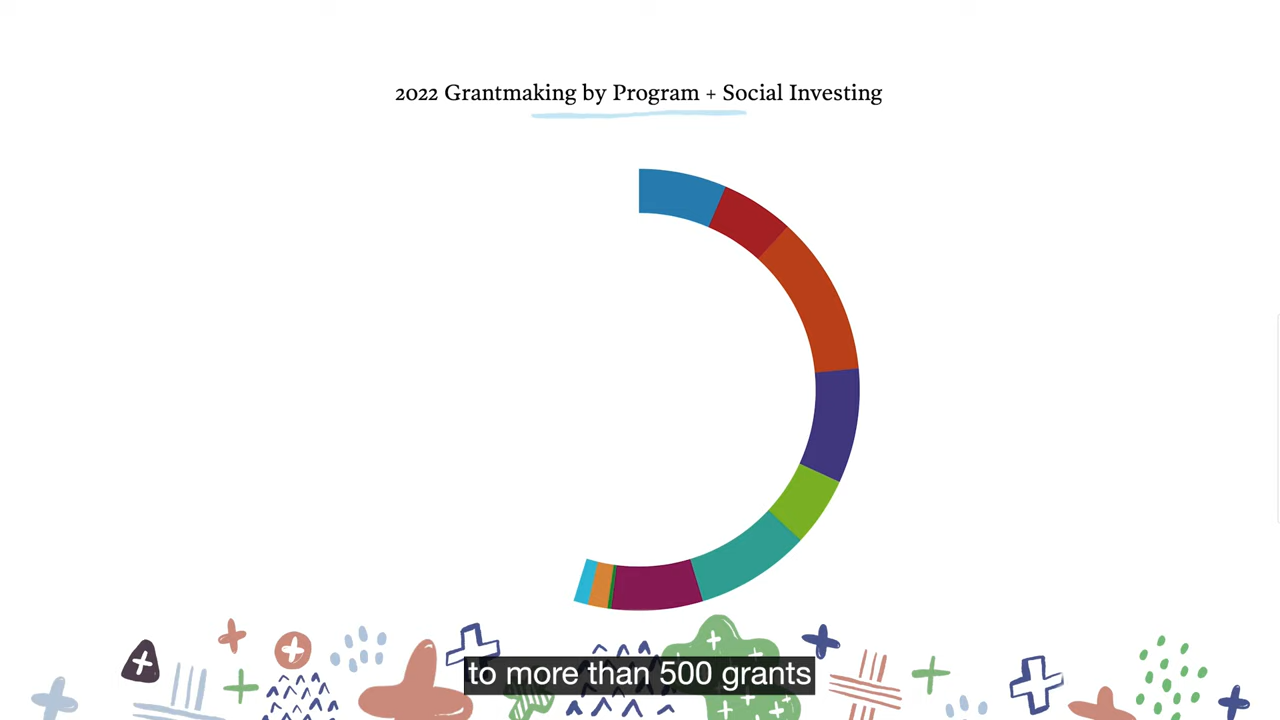 2022 Grantmaking by Program + Social Investing
to more than 500 grants